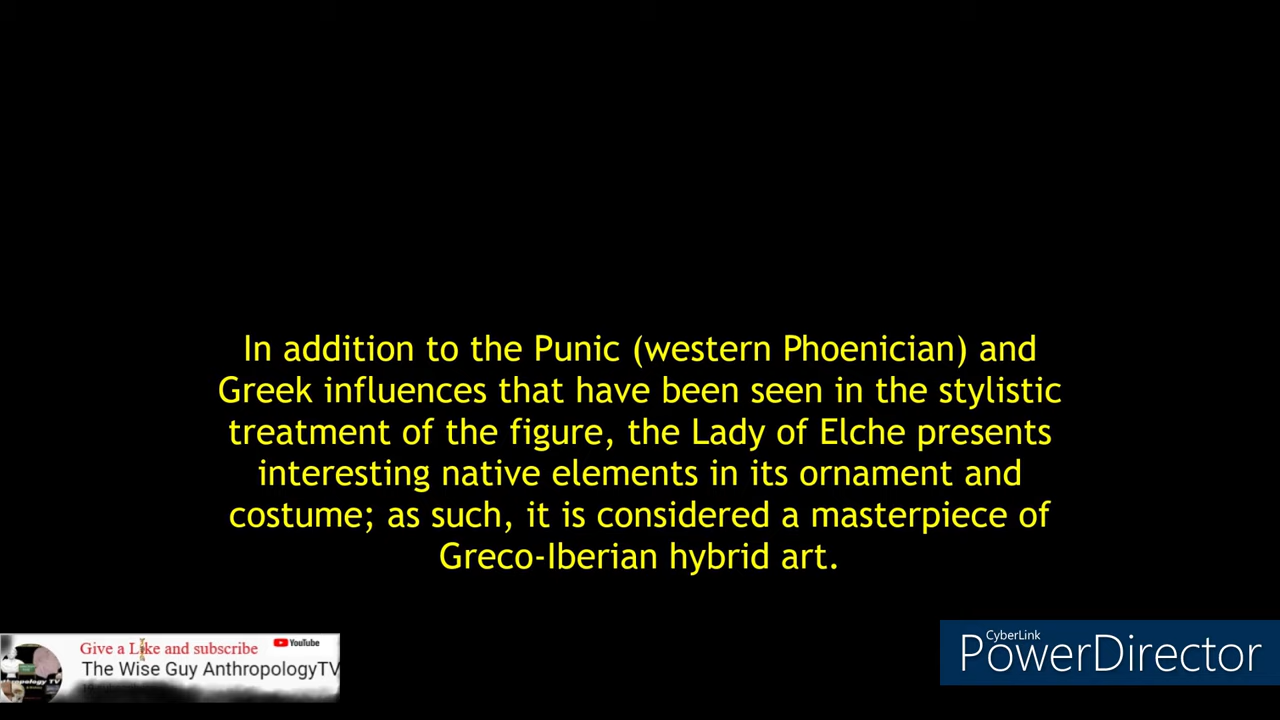 In addition to the Punic (western Phoenician) and
Greek influences that have been seen in the stylistic
treatment of the figure, the Lady of Elche presents
interesting native elements in its ornament and
costume; as such, it is considered a masterpiece of
Greco-Iberian hybrid art.
Give a Like and subscribe
YouTube
The Wise Guy AnthropologyTV
CyberLink
PowerDirector